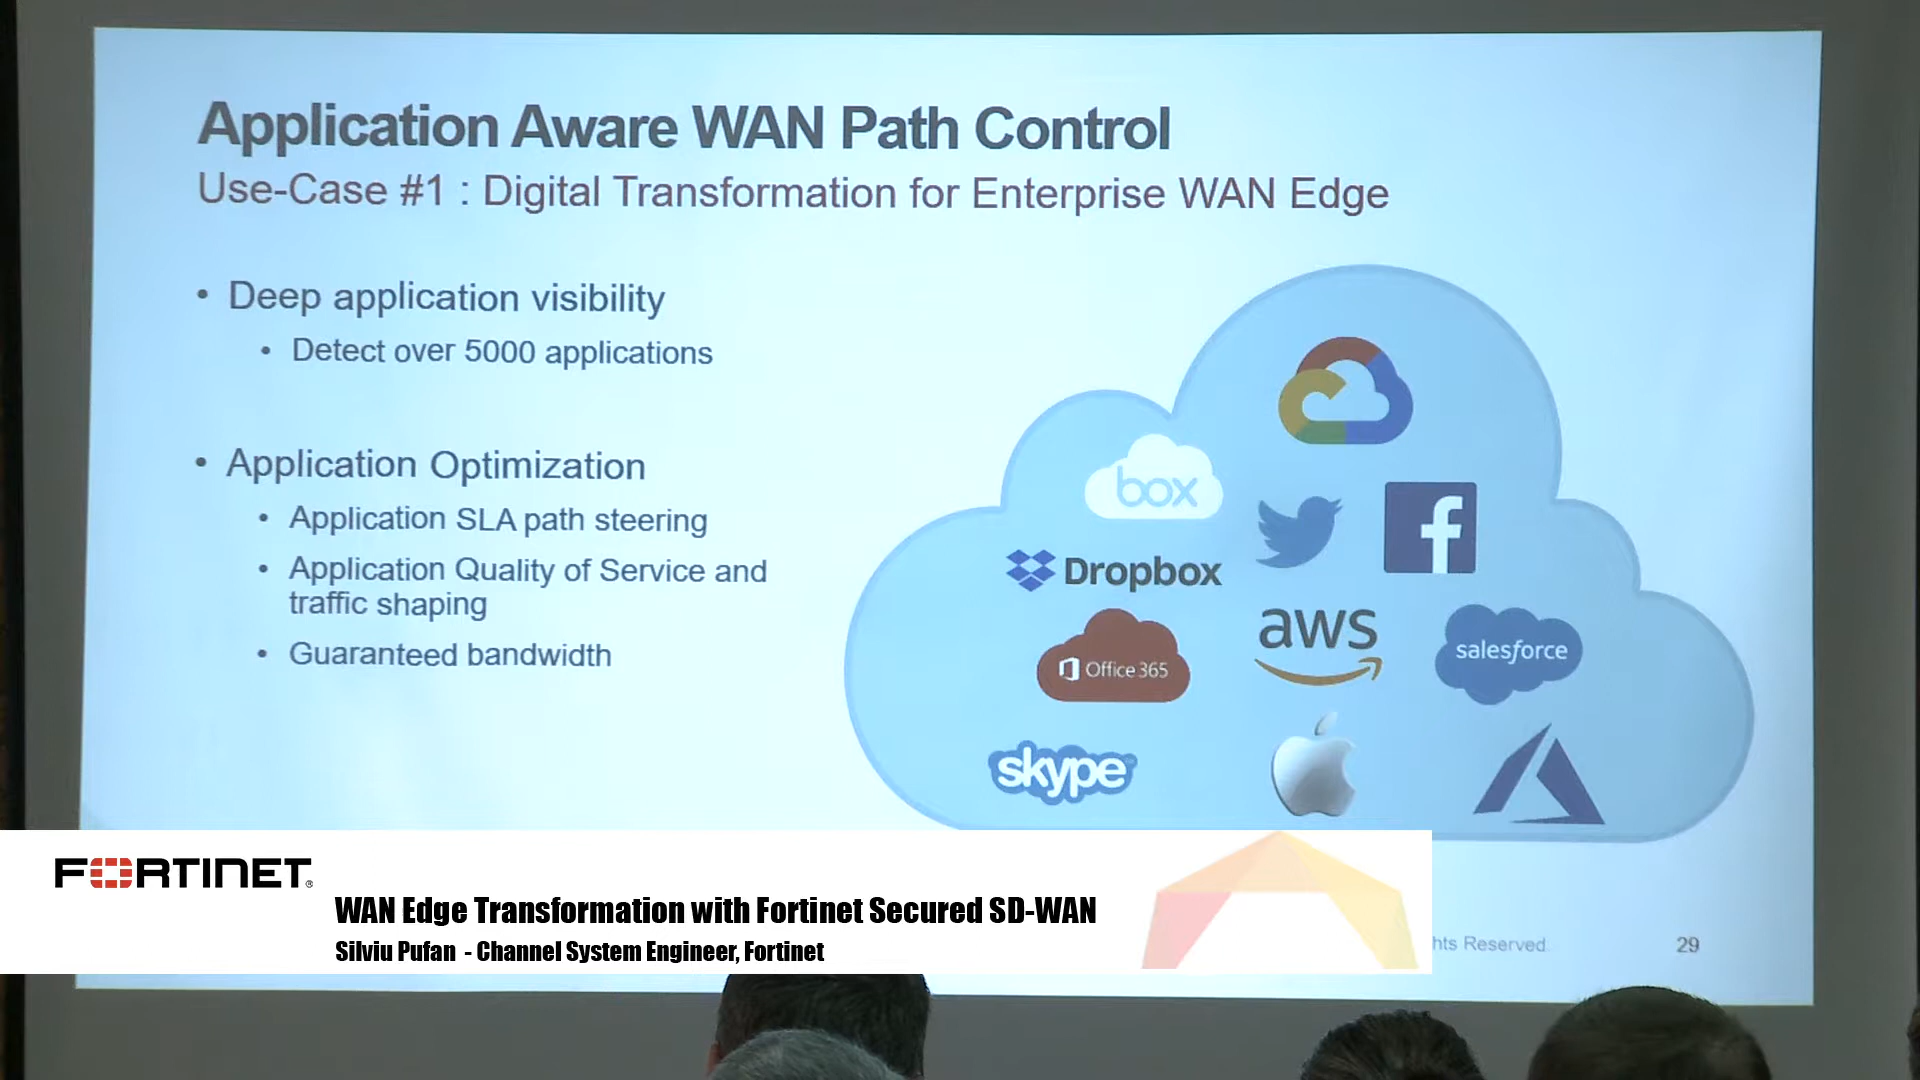 Application Aware WAN Path Control
Use-Case #1 : Digital Transformation for Enterprise WAN Edge
• Deep application visibility
• Detect over 5000 applications
• Application Optimization
• Application SLA path steering
• Application Quality of Service and
traffic shaping
• Guaranteed bandwidth
box
Dropbox
Office 365
aws
salesforce
skype
FORTINET®
WAN Edge Transformation with Fortinet Secured SD-WAN
Silviu Pufan - Channel System Engineer, Fortinet
Reserved
29